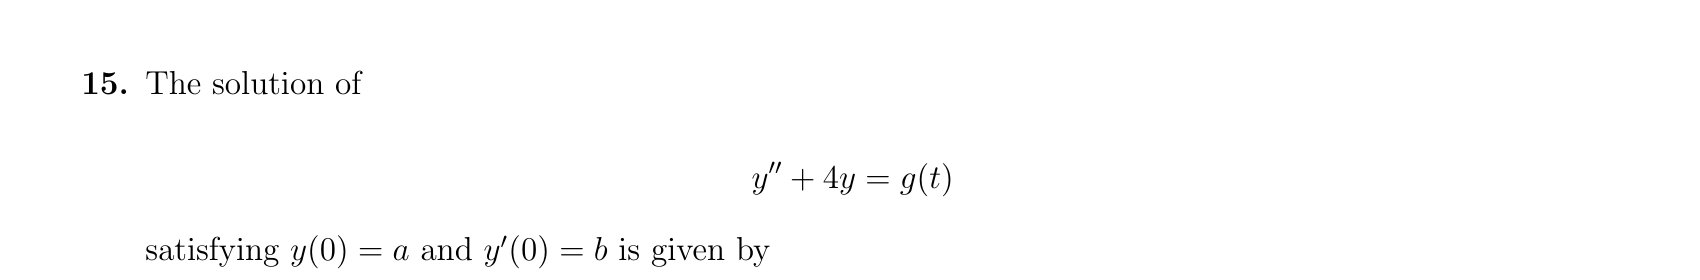 15. The solution of
y′′ + 4y = g(t)
satisfying y(0) = a and y′(0) = b is given by